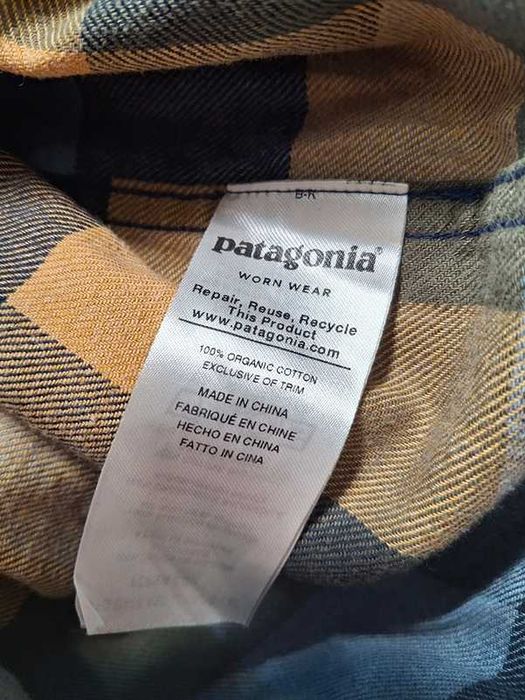 B-K
patagonia®
WORN WEAR
Repair, Reuse, Recycle
This Product
www.patagonia.com
100% ORGANIC COTTON
EXCLUSIVE OF TRIM
MADE IN CHINA
FABRIQUÉ EN CHINE
HECHO EN CHINA
FATTO IN CINA